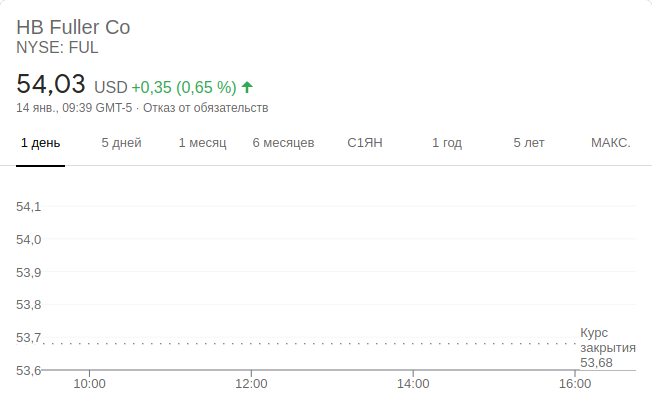 HB Fuller Co
NYSE: FUL
54,03 USD +0,35 (0,65 %)
14 янв., 09:39 GMT-5 · Отказ от обязательств
1 день 5 дней 1 месяц 6 месяцев С1ЯН 1 год 5 лет МАКС.
54,1
54,0
53,9
53,8
53,7
Курс
закрытия
53,68
53,6
10:00 12:00 14:00 16:00